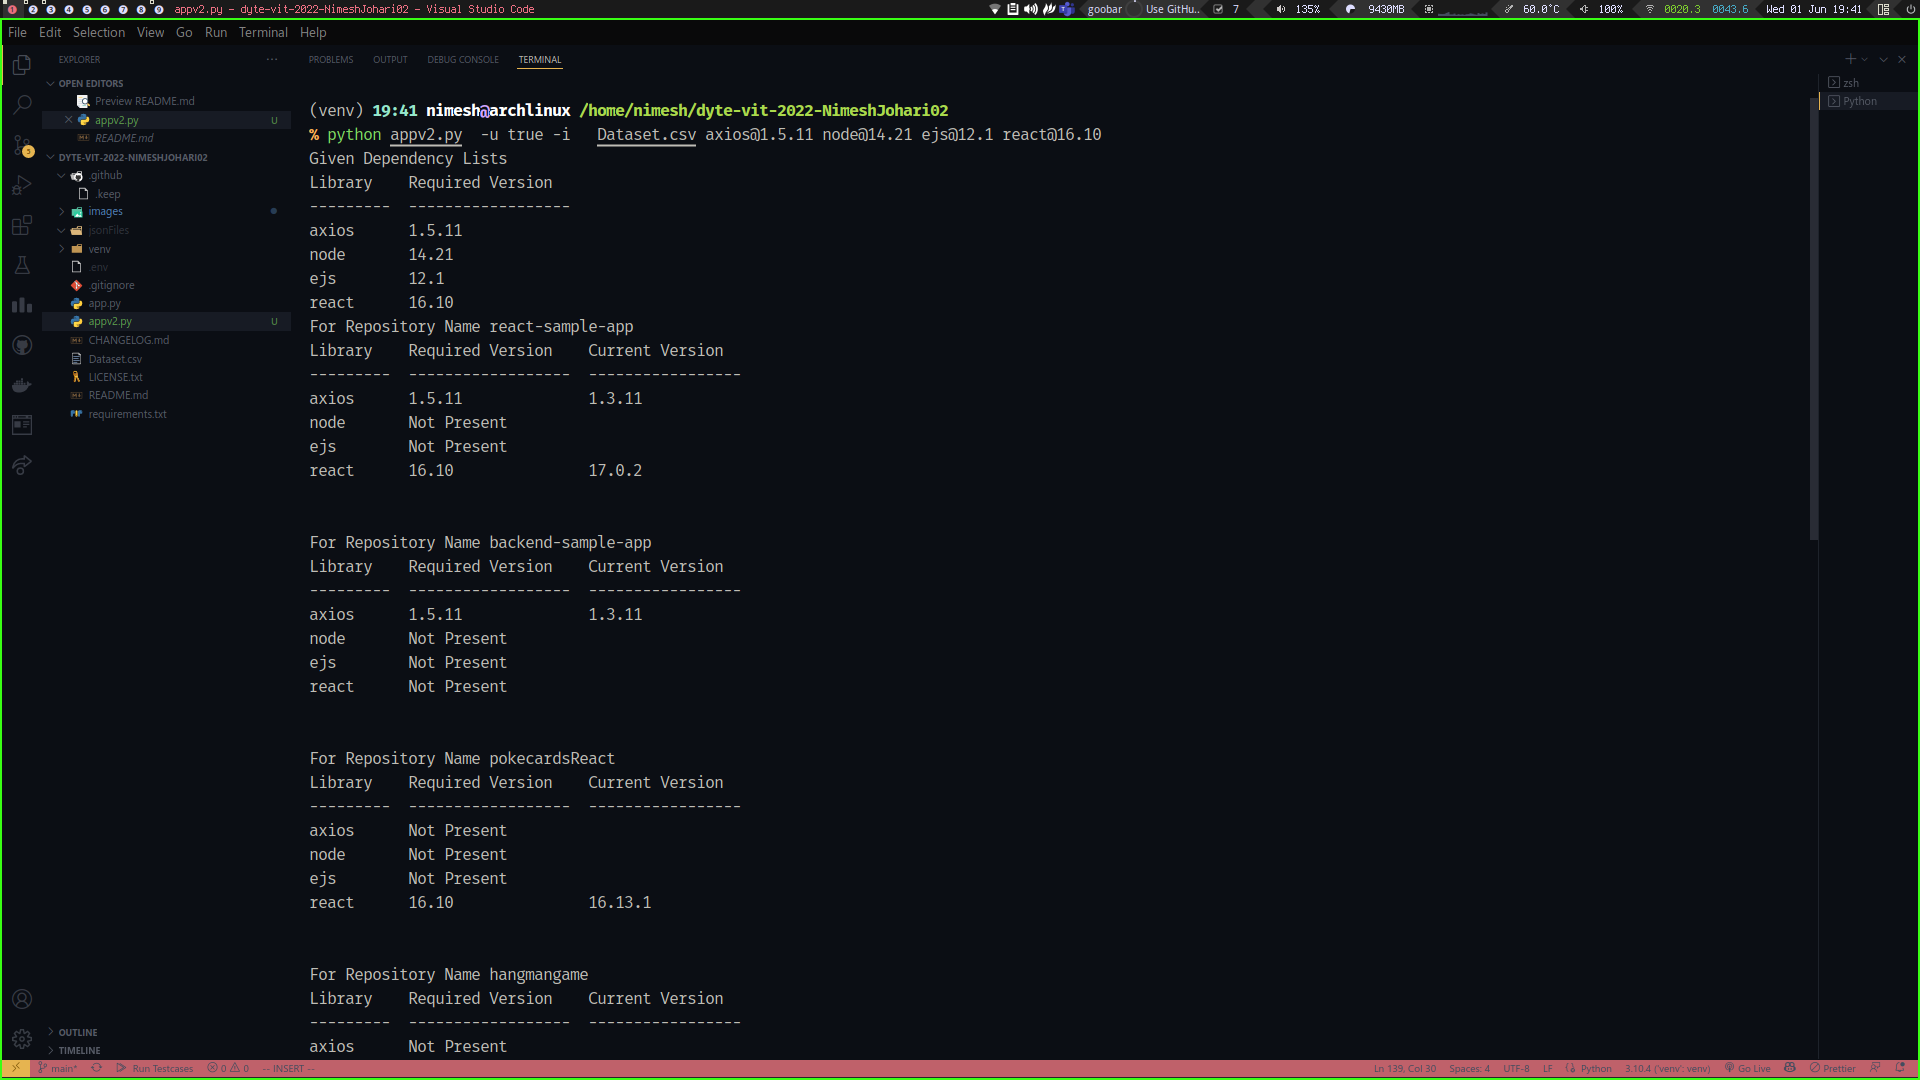 1 2 3 4 5 6 7 8 9 appv2.py - dyte-vit-2022-NimeshJohari02 - Visual Studio Code goobar Use GitHu.. 7 135% 9430MB 60.0°C 100% 0020.3 0043.6 Wed 01 Jun 19:41
File Edit Selection View Go Run Terminal Help
EXPLORER ...
OPEN EDITORS
Preview README.md
appv2.py U
README.md
DYTE-VIT-2022-NIMESHJOHARI02
.github
.keep
images
jsonFiles
venv
.env
.gitignore
app.py
appv2.py U
CHANGELOG.md
Dataset.csv
LICENSE.txt
README.md
requirements.txt
OUTLINE
TIMELINE
PROBLEMS OUTPUT DEBUG CONSOLE TERMINAL
(venv) 19:41 nimesh@archlinux /home/nimesh/dyte-vit-2022-NimeshJohari02
% python appv2.py -u true -i Dataset.csv axios@1.5.11 node@14.21 ejs@12.1 react@16.10
Given Dependency Lists
Library Required Version
--------- ------------------
axios 1.5.11
node 14.21
ejs 12.1
react 16.10
For Repository Name react-sample-app
Library Required Version Current Version
--------- ------------------ -----------------
axios 1.5.11 1.3.11
node Not Present
ejs Not Present
react 16.10 17.0.2
For Repository Name backend-sample-app
Library Required Version Current Version
--------- ------------------ -----------------
axios 1.5.11 1.3.11
node Not Present
ejs Not Present
react Not Present
For Repository Name pokecardsReact
Library Required Version Current Version
--------- ------------------ -----------------
axios Not Present
node Not Present
ejs Not Present
react 16.10 16.13.1
For Repository Name hangmangame
Library Required Version Current Version
--------- ------------------ -----------------
axios Not Present
zsh
Python
main* Run Testcases 0 0 -- INSERT -- Ln 139, Col 30 Spaces: 4 UTF-8 LF Python 3.10.4 ('venv': venv) Go Live Prettier